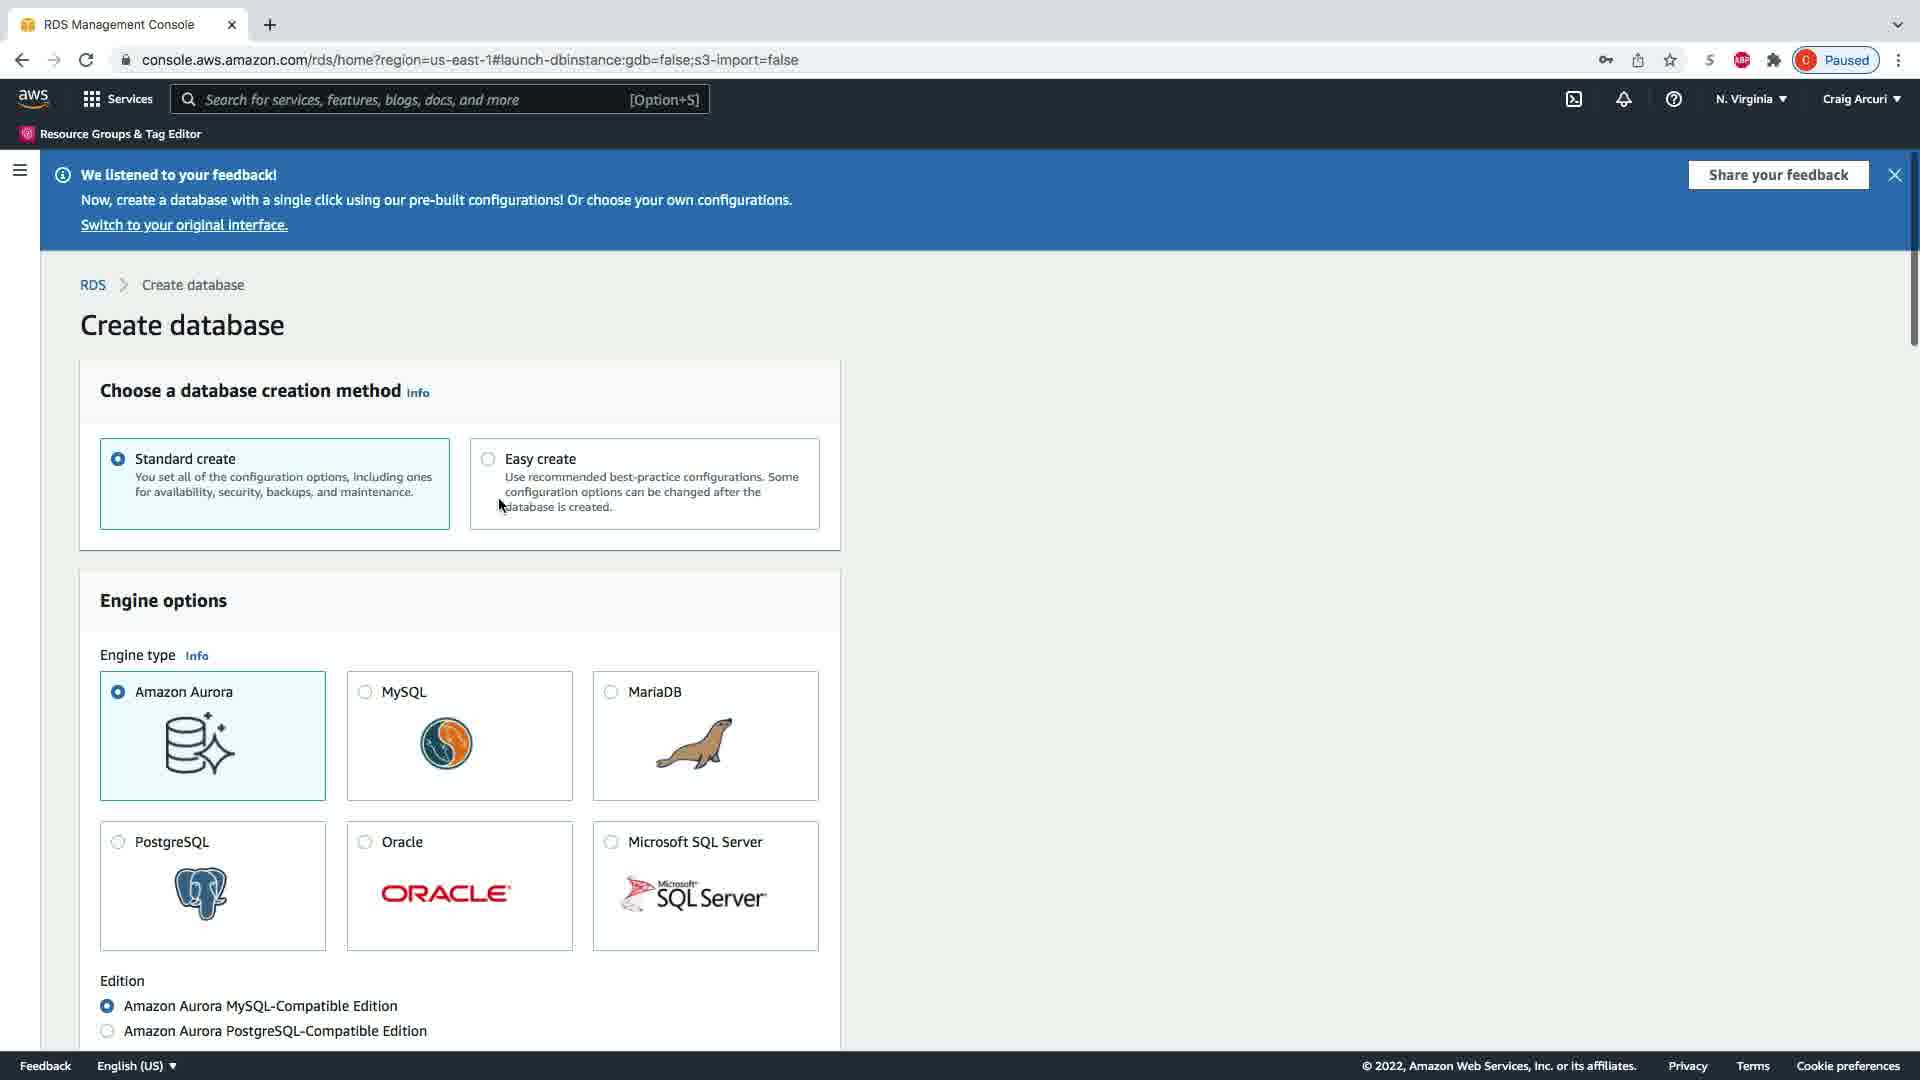 RDS Management Console
console.aws.amazon.com/rds/home?region=us-east-1#launch-dbinstance:gdb=false;s3-import=false
S
ABP
C
Paused
aws
Services
Search for services, features, blogs, docs, and more
[Option+S]
N. Virginia
Craig Arcuri
Resource Groups & Tag Editor
We listened to your feedback!
Now, create a database with a single click using our pre-built configurations! Or choose your own configurations.
Switch to your original interface.
Share your feedback
RDS
Create database
Create database
Choose a database creation method Info
Standard create
You set all of the configuration options, including ones
for availability, security, backups, and maintenance.
Easy create
Use recommended best-practice configurations. Some
configuration options can be changed after the
database is created.
Engine options
Engine type Info
Amazon Aurora
MySQL
MariaDB
PostgreSQL
Oracle
ORACLE
Microsoft SQL Server
Microsoft
SQL Server
Edition
Amazon Aurora MySQL-Compatible Edition
Amazon Aurora PostgreSQL-Compatible Edition
Feedback
English (US)
© 2022, Amazon Web Services, Inc. or its affiliates.
Privacy
Terms
Cookie preferences